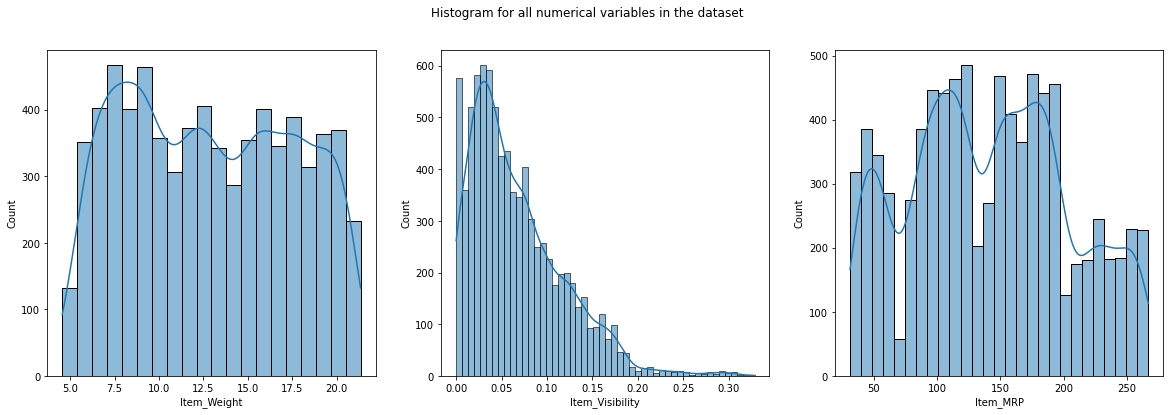 Histogram for all numerical variables in the dataset
Count
400
300
200
100
0
5.0 7.5 10.0 12.5 15.0 17.5 20.0
Item_Weight
Count
600
500
400
300
200
100
0
0.00 0.05 0.10 0.15 0.20 0.25 0.30
Item_Visibility
Count
500
400
300
200
100
0
50 100 150 200 250
Item_MRP